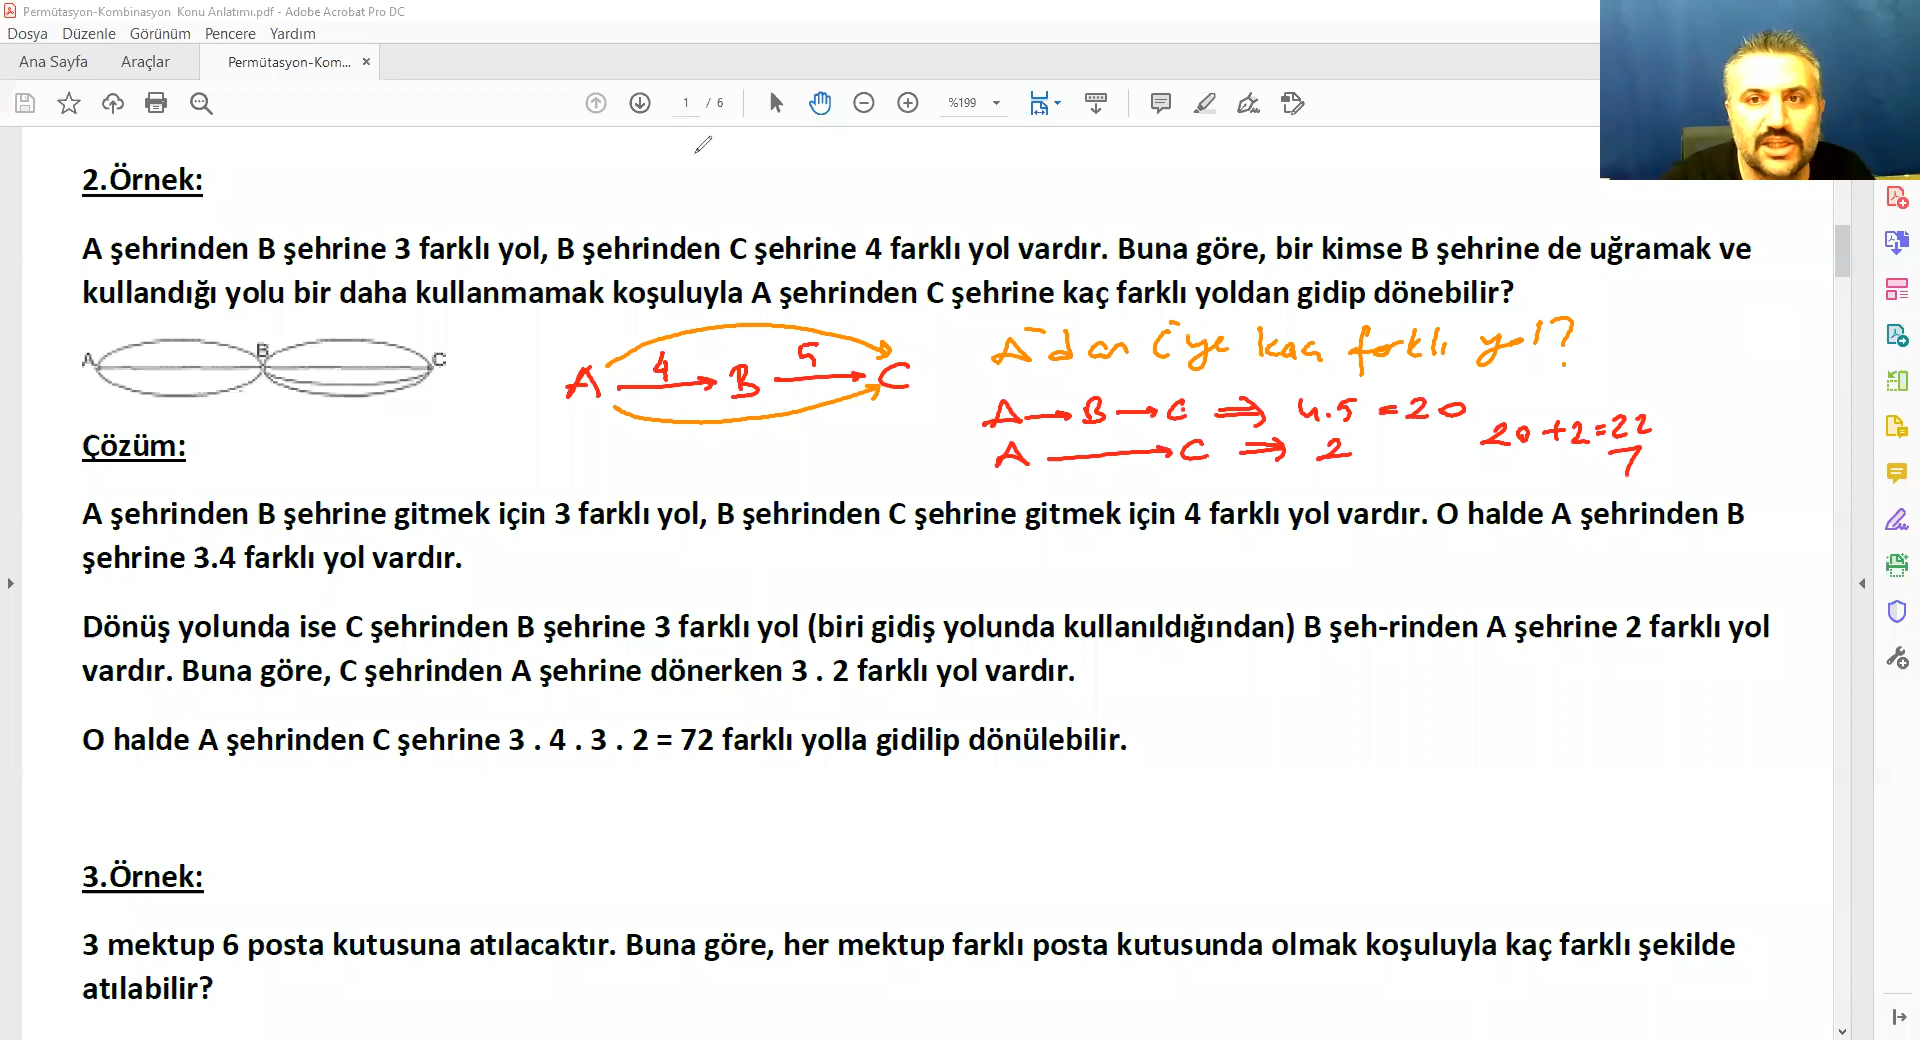 Permütasyon-Kombinasyon Konu Anlatımı.pdf - Adobe Acrobat Pro DC
Dosya Düzenle Görünüm Pencere Yardım
Ana Sayfa Araçlar Permütasyon-Kom... ×
1 / 6 %199
2.Örnek:
A şehrinden B şehrine 3 farklı yol, B şehrinden C şehrine 4 farklı yol vardır. Buna göre, bir kimse B şehrine de uğramak ve
kullandığı yolu bir daha kullanmamak koşuluyla A şehrinden C şehrine kaç farklı yoldan gidip dönebilir?
A B C
A 4 B 5 C
A'dan C'ye kaç farklı yol?
A → B → C ⇒ 4.5 = 20
A → C ⇒ 2
20 + 2 = 22
Çözüm:
A şehrinden B şehrine gitmek için 3 farklı yol, B şehrinden C şehrine gitmek için 4 farklı yol vardır. O halde A şehrinden B
şehrine 3.4 farklı yol vardır.
Dönüş yolunda ise C şehrinden B şehrine 3 farklı yol (biri gidiş yolunda kullanıldığından) B şeh-rinden A şehrine 2 farklı yol
vardır. Buna göre, C şehrinden A şehrine dönerken 3 . 2 farklı yol vardır.
O halde A şehrinden C şehrine 3 . 4 . 3 . 2 = 72 farklı yolla gidilip dönülebilir.
3.Örnek:
3 mektup 6 posta kutusuna atılacaktır. Buna göre, her mektup farklı posta kutusunda olmak koşuluyla kaç farklı şekilde
atılabilir?